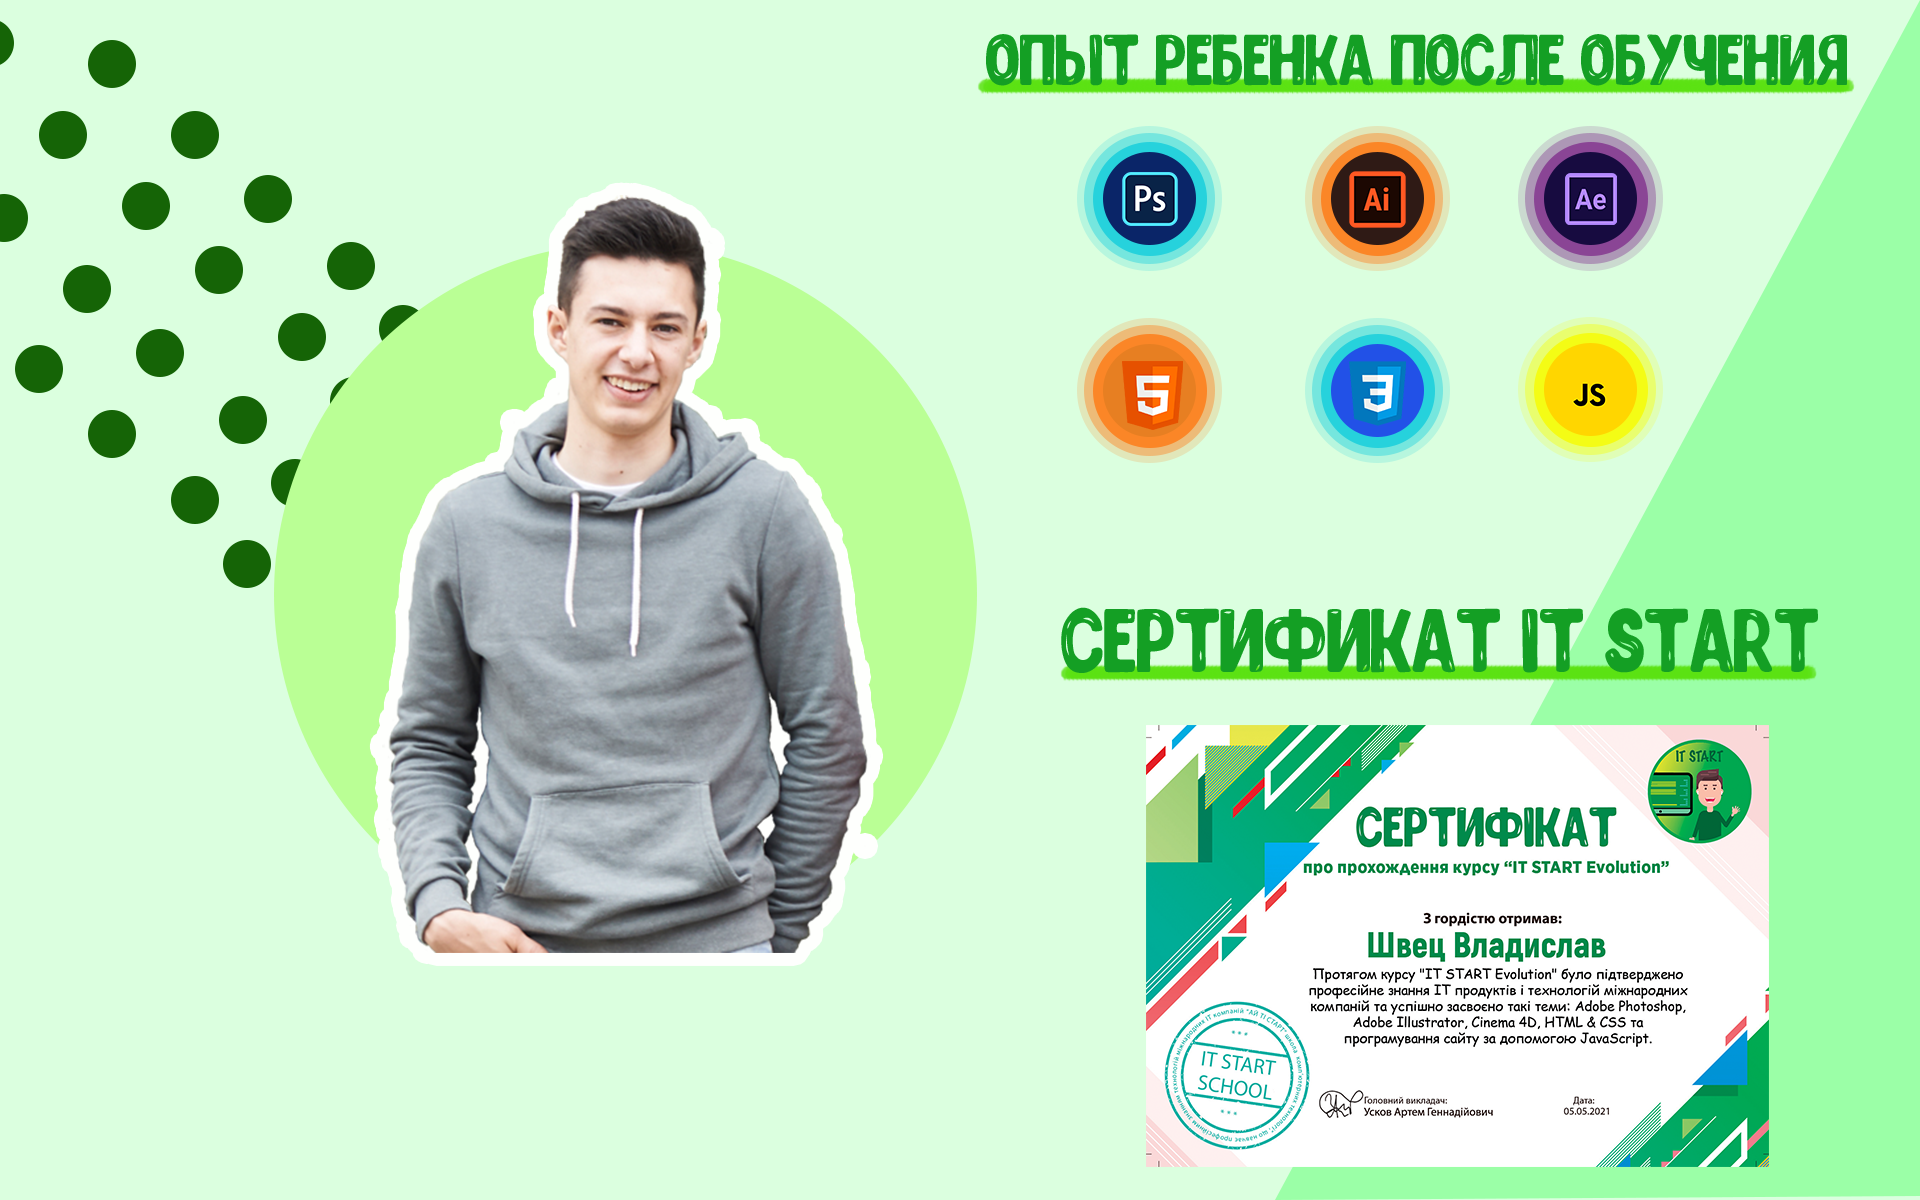 ОПЫТ РЕБЕНКА ПОСЛЕ ОБУЧЕНИЯ
Ps
Ai
Ae
5
3
JS
СЕРТИФИКАТ IT START
IT START
СЕРТИФІКАТ
про прохождення курсу “IT START Evolution”
З гордістю отримав:
Швец Владислав
Протягом курсу "IT START Evolution" було підтверджено
професійне знання IT продуктів і технологій міжнародних
компаній та успішно засвоєно такі теми: Adobe Photoshop,
Adobe Illustrator, Cinema 4D, HTML & CSS та
програмування сайту за допомогою JavaScript.
IT START
SCHOOL
Головний викладач:
Усков Артем Геннадійович
Дата:
05.05.2021